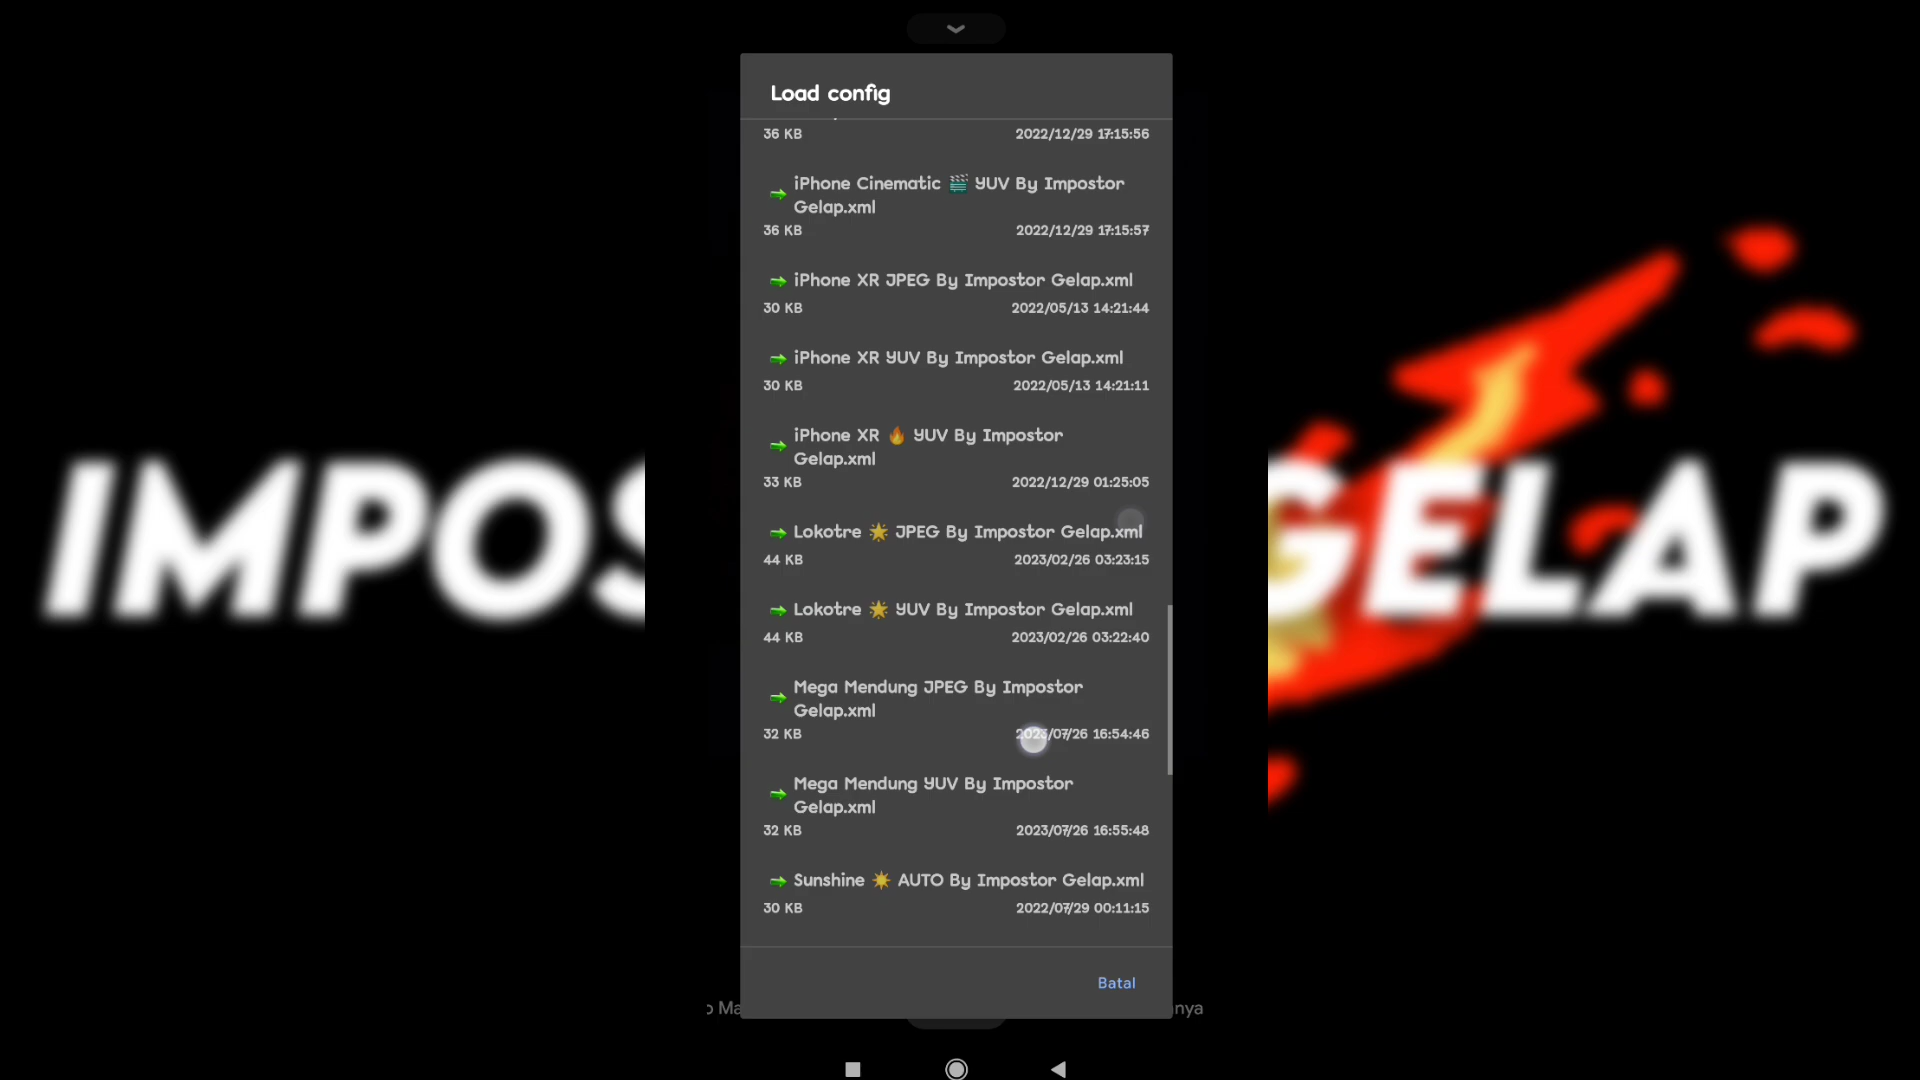 Load config
36 KB 2022/12/29 17:15:56
iPhone Cinematic 🎬 YUV By Impostor
Gelap.xml
36 KB 2022/12/29 17:15:57
iPhone XR JPEG By Impostor Gelap.xml
30 KB 2022/05/13 14:21:44
iPhone XR YUV By Impostor Gelap.xml
30 KB 2022/05/13 14:21:11
iPhone XR 🔥 YUV By Impostor
Gelap.xml
33 KB 2022/12/29 01:25:05
Lokotre 🌟 JPEG By Impostor Gelap.xml
44 KB 2023/02/26 03:23:15
Lokotre 🌟 YUV By Impostor Gelap.xml
44 KB 2023/02/26 03:22:40
Mega Mendung JPEG By Impostor
Gelap.xml
32 KB 2023/07/26 16:54:46
Mega Mendung YUV By Impostor
Gelap.xml
32 KB 2023/07/26 16:55:48
Sunshine ☀️ AUTO By Impostor Gelap.xml
30 KB 2022/07/29 00:11:15
Batal
IMPOS GELAP
o Ma nya